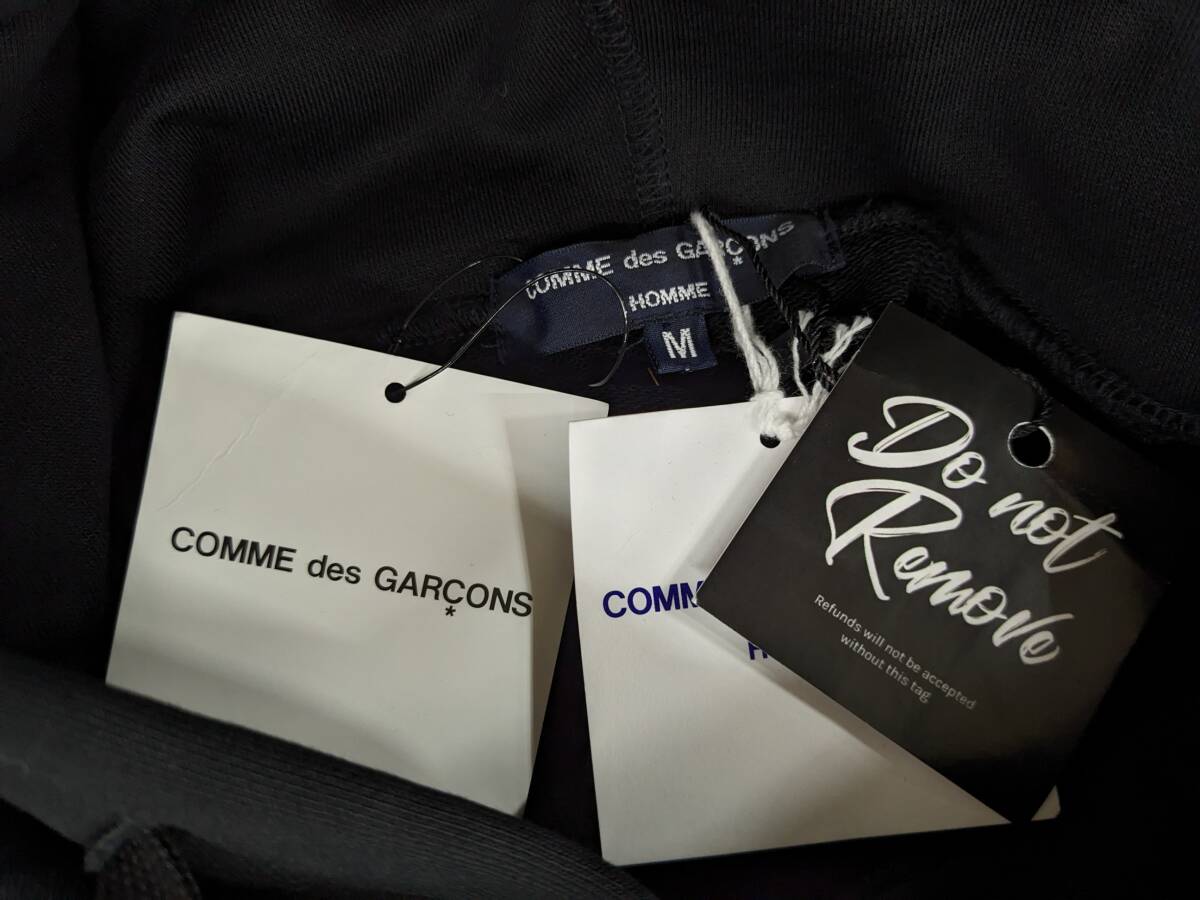 COMME des GARÇONS
HOMME
M
COMME des GARÇONS
*
COMM
H
Do not
Remove
Refunds will not be accepted
without this tag